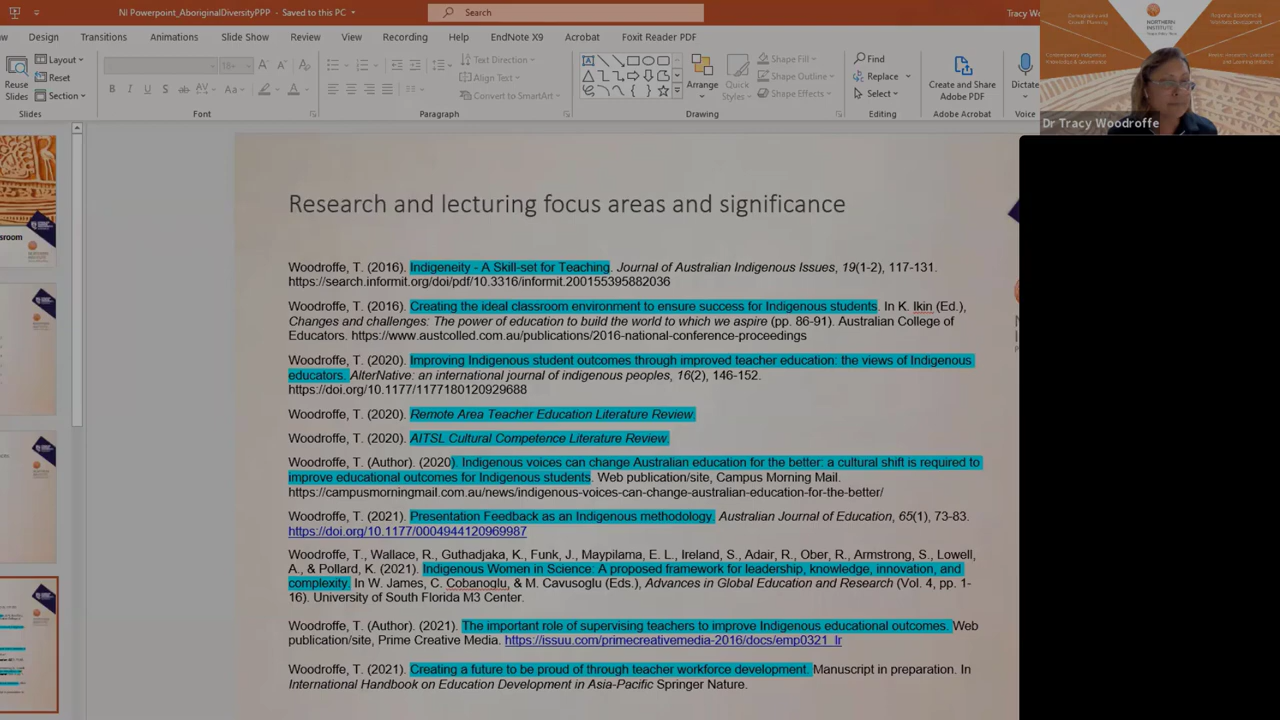 NI Powerpoint_AboriginalDiversityPPP - Saved to this PC
Search
Tracy Wo
Design Transitions Animations Slide Show Review View Recording Help EndNote X9 Acrobat Foxit Reader PDF
Reuse Slides
Layout
Reset
Section
Slides
18+
B I U S ab AV Aa
Font
Text Direction
Align Text
Convert to SmartArt
Paragraph
Arrange
Quick Styles
Shape Fill
Shape Outline
Shape Effects
Drawing
Find
Replace
Select
Editing
Create and Share Adobe PDF
Adobe Acrobat
Dictate
Voice
NORTHERN INSTITUTE
Dr Tracy Woodroffe
Research and lecturing focus areas and significance
Woodroffe, T. (2016). Indigeneity - A Skill-set for Teaching. Journal of Australian Indigenous Issues, 19(1-2), 117-131.
https://search.informit.org/doi/pdf/10.3316/informit.200155395882036
Woodroffe, T. (2016). Creating the ideal classroom environment to ensure success for Indigenous students. In K. Ikin (Ed.),
Changes and challenges: The power of education to build the world to which we aspire (pp. 86-91). Australian College of
Educators. https://www.austcolled.com.au/publications/2016-national-conference-proceedings
Woodroffe, T. (2020). Improving Indigenous student outcomes through improved teacher education: the views of Indigenous
educators. AlterNative: an international journal of indigenous peoples, 16(2), 146-152.
https://doi.org/10.1177/1177180120929688
Woodroffe, T. (2020). Remote Area Teacher Education Literature Review.
Woodroffe, T. (2020). AITSL Cultural Competence Literature Review.
Woodroffe, T. (Author). (2020). Indigenous voices can change Australian education for the better: a cultural shift is required to
improve educational outcomes for Indigenous students. Web publication/site, Campus Morning Mail.
https://campusmorningmail.com.au/news/indigenous-voices-can-change-australian-education-for-the-better/
Woodroffe, T. (2021). Presentation Feedback as an Indigenous methodology. Australian Journal of Education, 65(1), 73-83.
https://doi.org/10.1177/0004944120969987
Woodroffe, T., Wallace, R., Guthadjaka, K., Funk, J., Maypilama, E. L., Ireland, S., Adair, R., Ober, R., Armstrong, S., Lowell,
A., & Pollard, K. (2021). Indigenous Women in Science: A proposed framework for leadership, knowledge, innovation, and
complexity. In W. James, C. Cobanoglu, & M. Cavusoglu (Eds.), Advances in Global Education and Research (Vol. 4, pp. 1-
16). University of South Florida M3 Center.
Woodroffe, T. (Author). (2021). The important role of supervising teachers to improve Indigenous educational outcomes. Web
publication/site, Prime Creative Media. https://issuu.com/primecreativemedia-2016/docs/emp0321_lr
Woodroffe, T. (2021). Creating a future to be proud of through teacher workforce development. Manuscript in preparation. In
International Handbook on Education Development in Asia-Pacific Springer Nature.